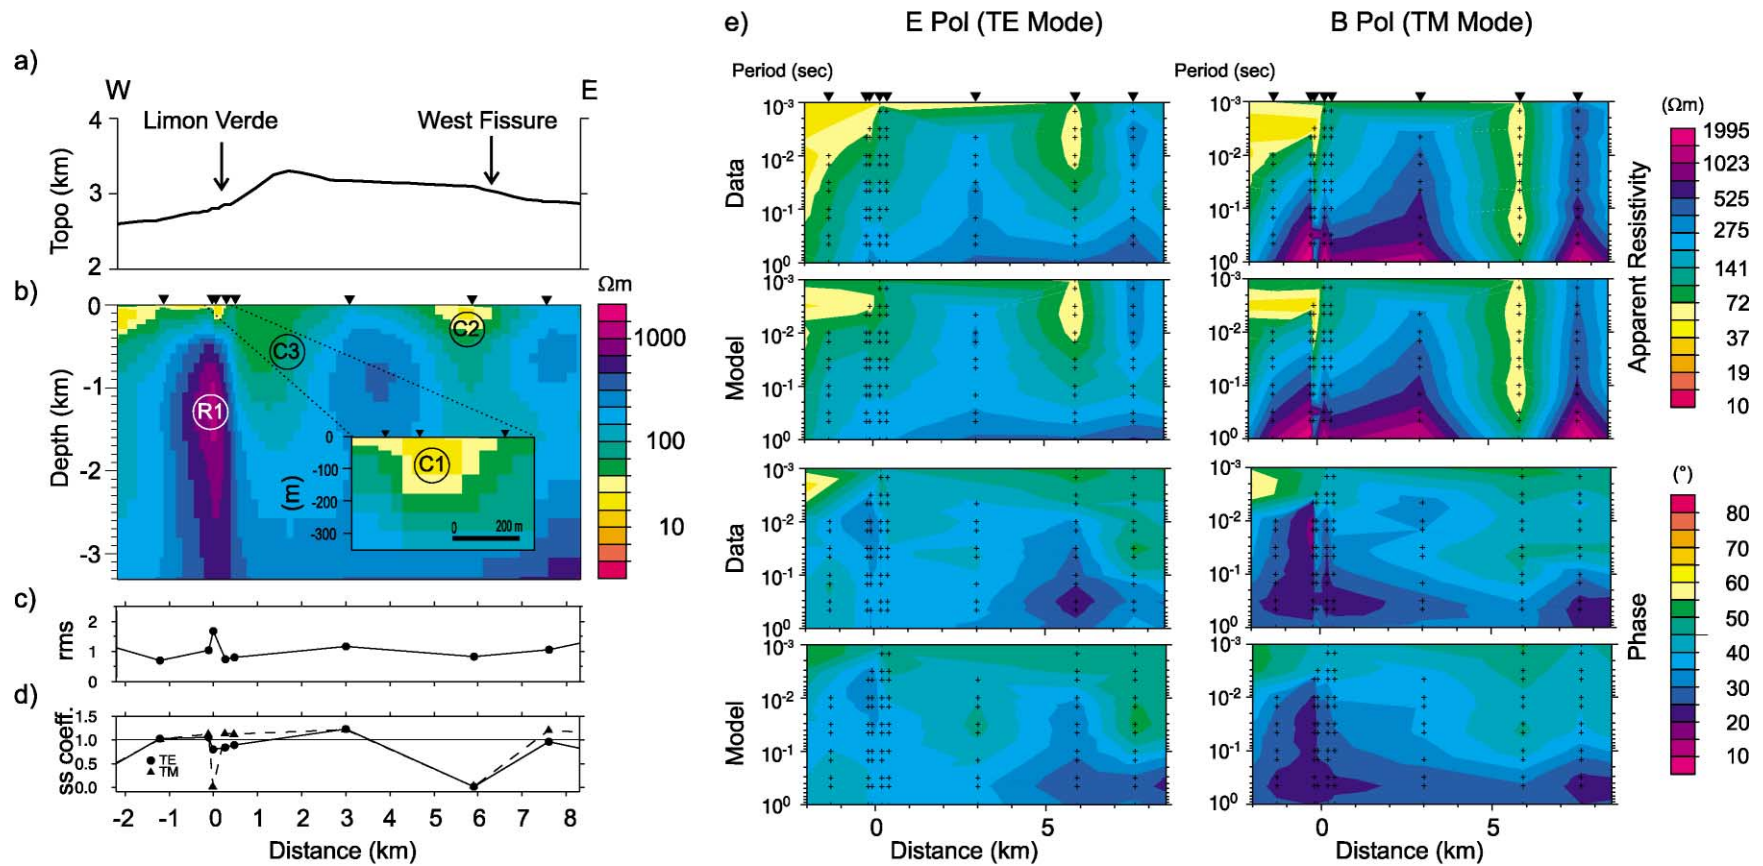 e) E Pol (TE Mode) B Pol (TM Mode)
a)
W E
Limon Verde West Fissure
Topo (km)
4
3
2
b)
Ωm
1000
100
10
Depth (km)
0
-1
-2
-3
C2
C3
R1
C1
(m)
0
-100
-200
-300
0 200 m
c)
rms
2
1
0
d)
ss coeff.
1.5
1.0
0.5
0.0
TE
TM
-2 -1 0 1 2 3 4 5 6 7 8
Distance (km)
Period (sec) Period (sec)
Data
10⁻³ 10⁻³
10⁻² 10⁻²
10⁻¹ 10⁻¹
10⁰ 10⁰
Model
10⁻³ 10⁻³
10⁻² 10⁻²
10⁻¹ 10⁻¹
10⁰ 10⁰
Data
10⁻³ 10⁻³
10⁻² 10⁻²
10⁻¹ 10⁻¹
10⁰ 10⁰
Model
10⁻³ 10⁻³
10⁻² 10⁻²
10⁻¹ 10⁻¹
10⁰ 10⁰
0 5 0 5
Distance (km) Distance (km)
Apparent Resistivity
(Ωm)
1995
1023
525
275
141
72
37
19
10
Phase
(°)
80
70
60
50
40
30
20
10